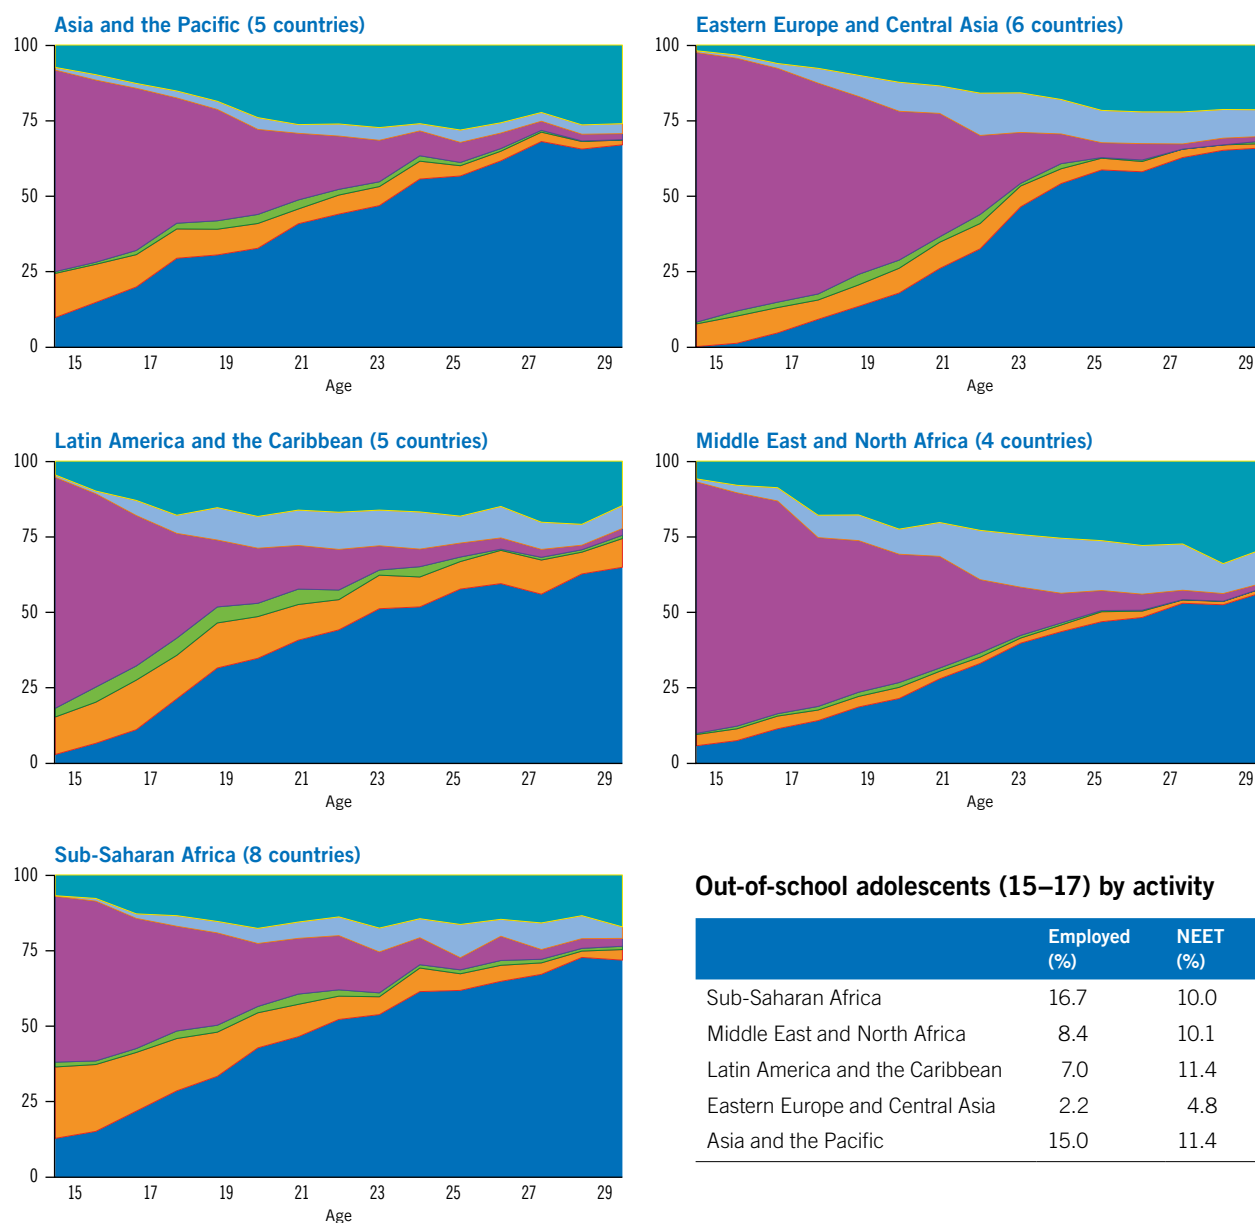 Asia and the Pacific (5 countries)
100
75
50
25
0
15 17 19 21 23 25 27 29
Age
Eastern Europe and Central Asia (6 countries)
100
75
50
25
0
15 17 19 21 23 25 27 29
Age
Latin America and the Caribbean (5 countries)
100
75
50
25
0
15 17 19 21 23 25 27 29
Age
Middle East and North Africa (4 countries)
100
75
50
25
0
15 17 19 21 23 25 27 29
Age
Sub-Saharan Africa (8 countries)
100
75
50
25
0
15 17 19 21 23 25 27 29
Age
Out-of-school adolescents (15–17) by activity
Employed (%) NEET (%)
Sub-Saharan Africa 16.7 10.0
Middle East and North Africa 8.4 10.1
Latin America and the Caribbean 7.0 11.4
Eastern Europe and Central Asia 2.2 4.8
Asia and the Pacific 15.0 11.4